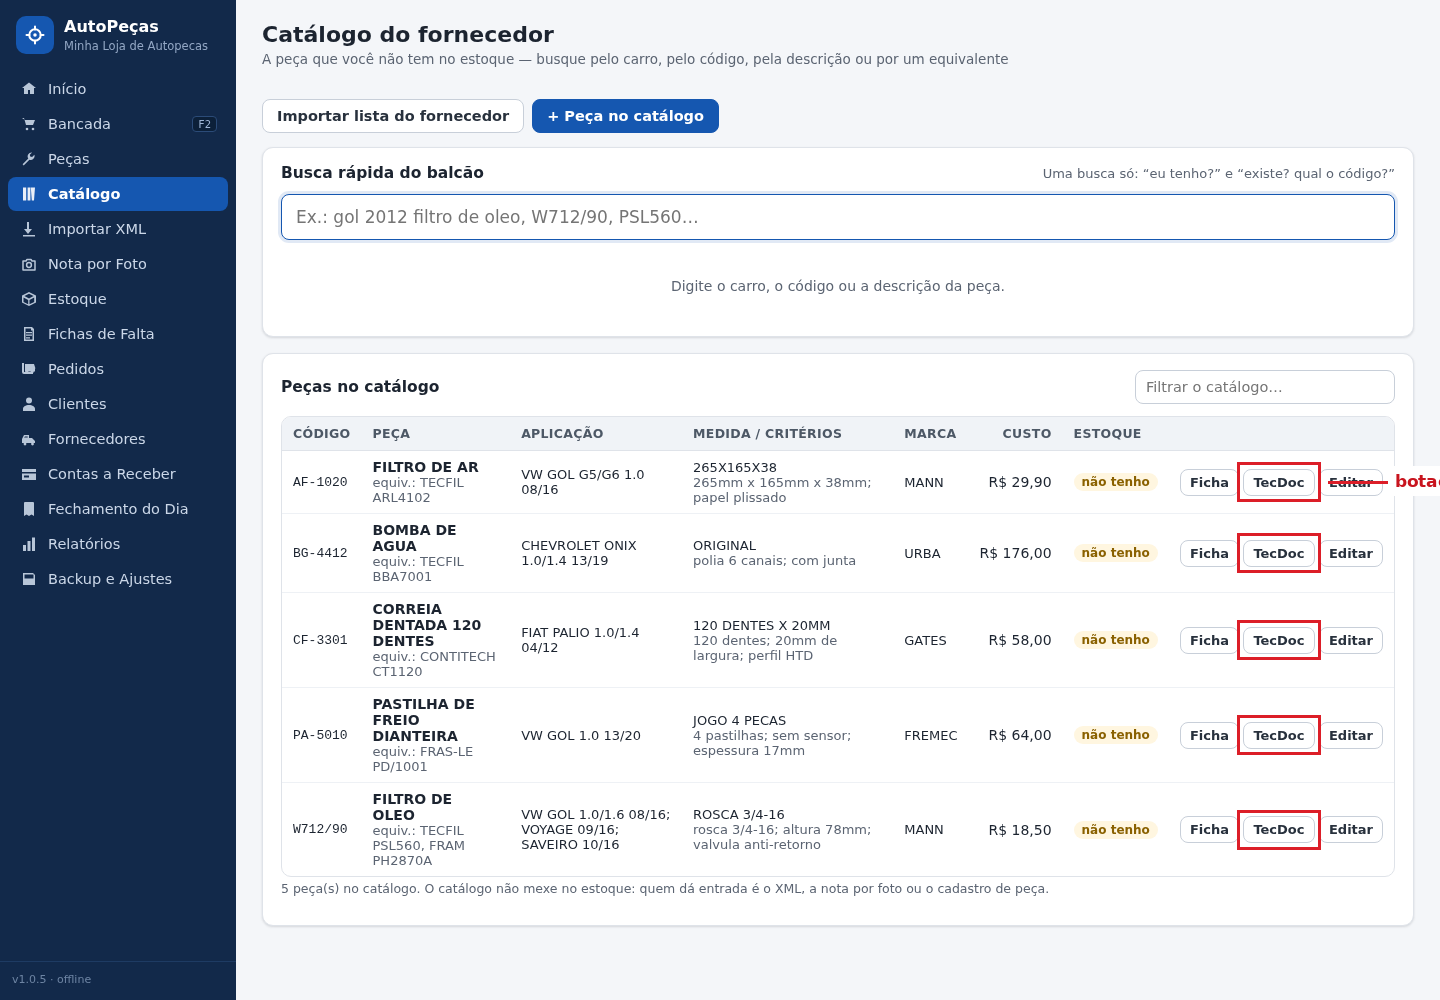 AutoPeças
Minha Loja de Autopecas
Início
Bancada F2
Peças
Catálogo
Importar XML
Nota por Foto
Estoque
Fichas de Falta
Pedidos
Clientes
Fornecedores
Contas a Receber
Fechamento do Dia
Relatórios
Backup e Ajustes
v1.0.5 · offline
Catálogo do fornecedor
A peça que você não tem no estoque — busque pelo carro, pelo código, pela descrição ou por um equivalente
Importar lista do fornecedor
+ Peça no catálogo
Busca rápida do balcão
Uma busca só: “eu tenho?” e “existe? qual o código?”
Ex.: gol 2012 filtro de oleo, W712/90, PSL560…
Digite o carro, o código ou a descrição da peça.
Peças no catálogo
Filtrar o catálogo…
CÓDIGO PEÇA APLICAÇÃO MEDIDA / CRITÉRIOS MARCA CUSTO ESTOQUE
AF-1020
FILTRO DE AR
equiv.: TECFIL
ARL4102
VW GOL G5/G6 1.0
08/16
265X165X38
265mm x 165mm x 38mm;
papel plissado
MANN
R$ 29,90
não tenho
Ficha
TecDoc
Editar
BG-4412
BOMBA DE
AGUA
equiv.: TECFIL
BBA7001
CHEVROLET ONIX
1.0/1.4 13/19
ORIGINAL
polia 6 canais; com junta
URBA
R$ 176,00
não tenho
Ficha
TecDoc
Editar
CF-3301
CORREIA
DENTADA 120
DENTES
equiv.: CONTITECH
CT1120
FIAT PALIO 1.0/1.4
04/12
120 DENTES X 20MM
120 dentes; 20mm de
largura; perfil HTD
GATES
R$ 58,00
não tenho
Ficha
TecDoc
Editar
PA-5010
PASTILHA DE
FREIO
DIANTEIRA
equiv.: FRAS-LE
PD/1001
VW GOL 1.0 13/20
JOGO 4 PECAS
4 pastilhas; sem sensor;
espessura 17mm
FREMEC
R$ 64,00
não tenho
Ficha
TecDoc
Editar
W712/90
FILTRO DE
OLEO
equiv.: TECFIL
PSL560, FRAM
PH2870A
VW GOL 1.0/1.6 08/16;
VOYAGE 09/16;
SAVEIRO 10/16
ROSCA 3/4-16
rosca 3/4-16; altura 78mm;
valvula anti-retorno
MANN
R$ 18,50
não tenho
Ficha
TecDoc
Editar
5 peça(s) no catálogo. O catálogo não mexe no estoque: quem dá entrada é o XML, a nota por foto ou o cadastro de peça.